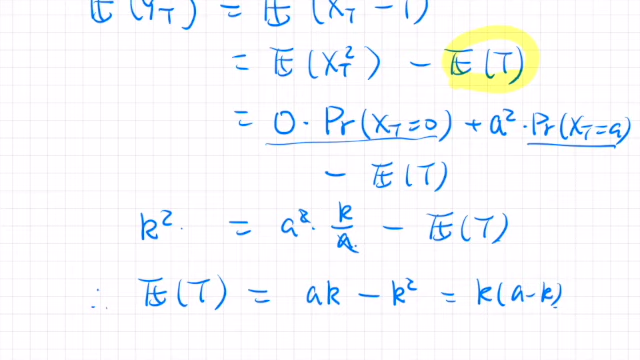 𝔼(Y_T) = 𝔼(X_T² - T)
= 𝔼(X_T²) - 𝔼(T)
= 0 · Pr(X_T=0) + a² · Pr(X_T=a)
- 𝔼(T)
k² = a² · k/a - 𝔼(T)
∴ 𝔼(T) = ak - k² = k(a-k)